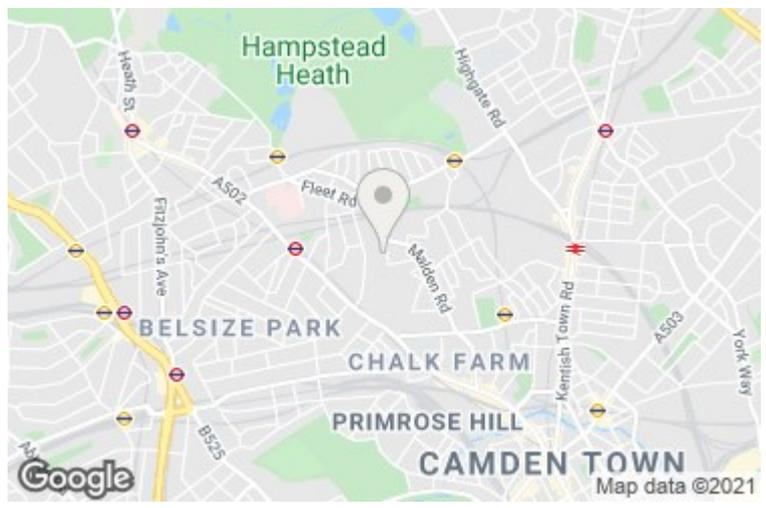 Hampstead
Heath
Heath St
Highgate Rd
A502
Fleet Rd
Fitzjohn's Ave
Malden Rd
BELSIZE PARK
CHALK FARM
Kentish Town Rd
A503
York Way
PRIMROSE HILL
B525
CAMDEN TOWN
Google
Map data ©2021